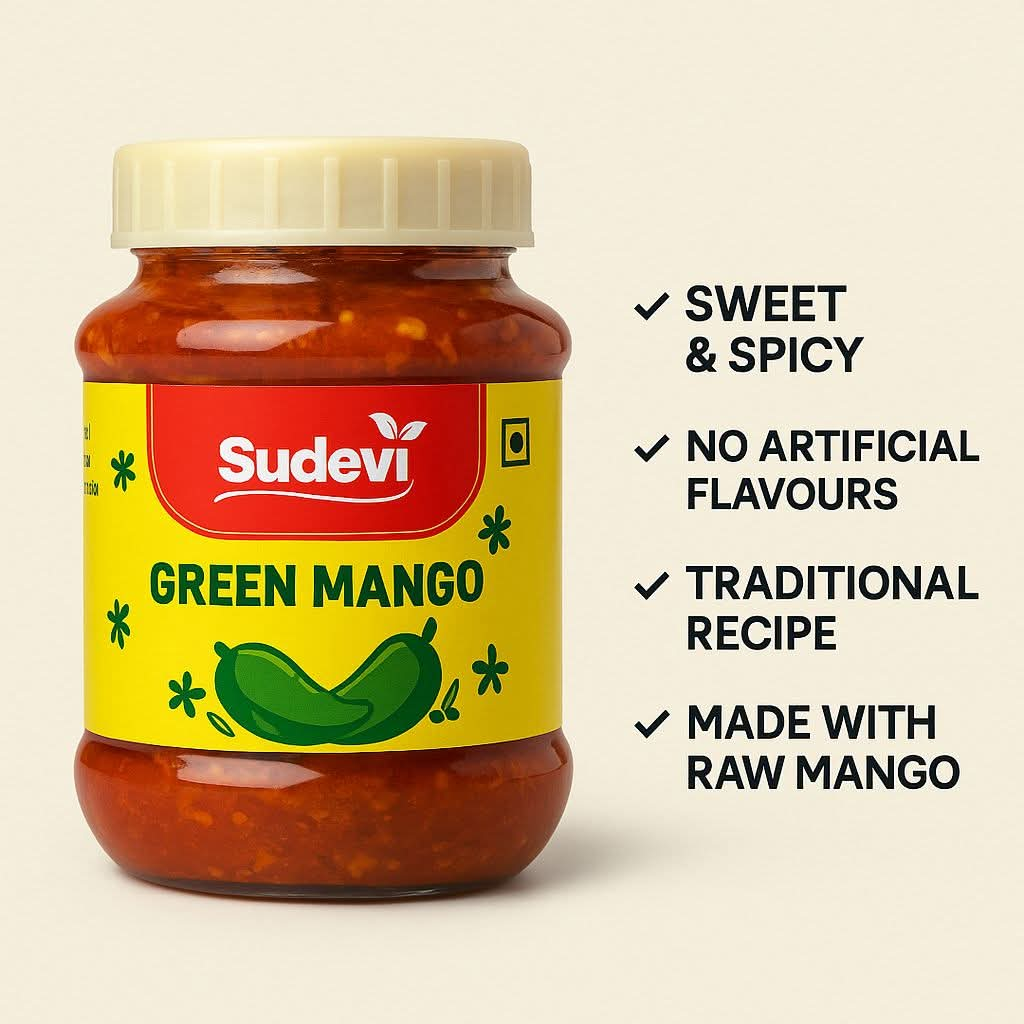 Sudevi
GREEN MANGO
SWEET
& SPICY
NO ARTIFICIAL
FLAVOURS
TRADITIONAL
RECIPE
MADE WITH
RAW MANGO